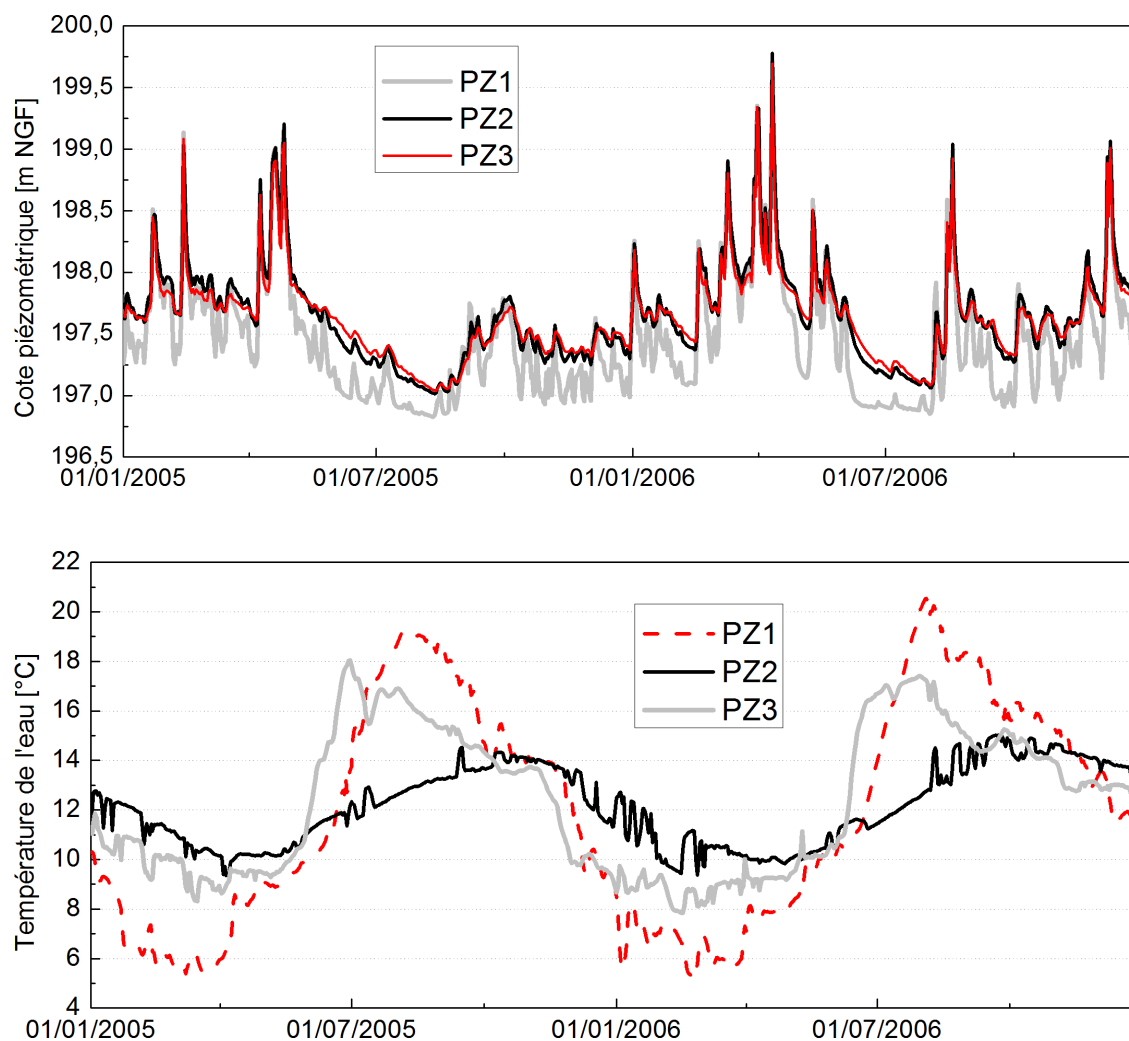 Cote piézométrique [m NGF]
200,0
199,5
199,0
198,5
198,0
197,5
197,0
196,5
PZ1
PZ2
PZ3
01/01/2005 01/07/2005 01/01/2006 01/07/2006
Température de l'eau [°C]
22
20
18
16
14
12
10
8
6
4
PZ1
PZ2
PZ3
01/01/2005 01/07/2005 01/01/2006 01/07/2006